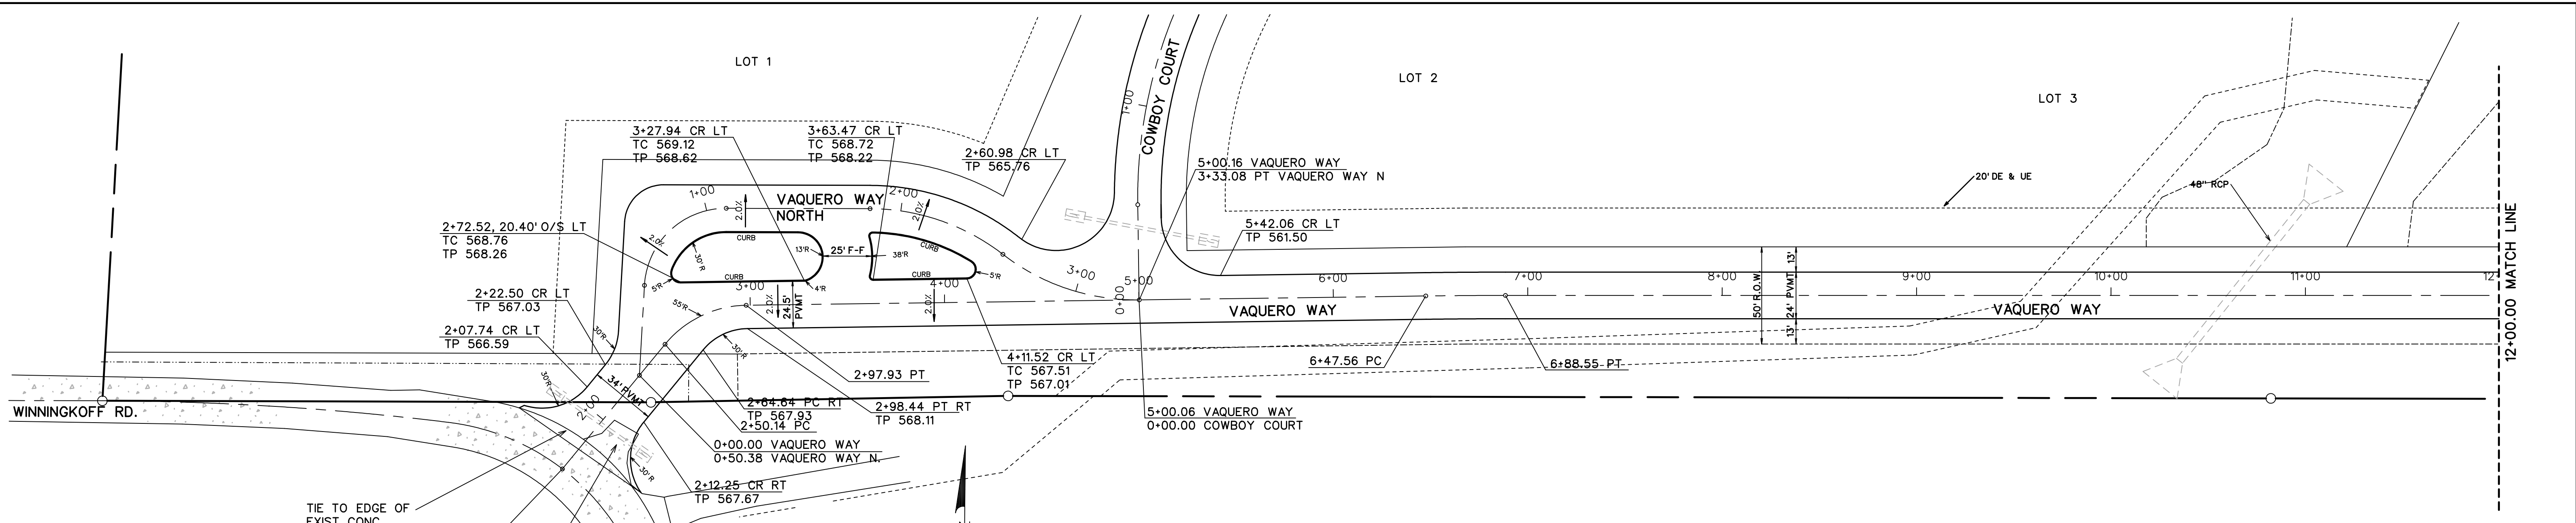 LOT 1
LOT 2
LOT 3
COWBOY COURT
1+00
3+27.94 CR LT
TC 569.12
TP 568.62
3+63.47 CR LT
TC 568.72
TP 568.22
2+60.98 CR LT
TP 565.76
5+00.16 VAQUERO WAY
3+33.08 PT VAQUERO WAY N
20' DE & UE
48" RCP
1+00
2+00
VAQUERO WAY
NORTH
2.0%
2.0%
2.0%
2+72.52, 20.40' O/S LT
TC 568.76
TP 568.26
CURB
CURB
13'R
25' F-F
38'R
30'R
5'R
CURB
CURB
4'R
5'R
5+42.06 CR LT
TP 561.50
3+00
3+00
4+00
5+00
6+00
7+00
8+00
9+00
10+00
11+00
12+
0+00
2.0%
24.5'
PVMT
2.0%
55'R
50' R.O.W.
13'
24' PVMT
13'
VAQUERO WAY
VAQUERO WAY
12+00.00 MATCH LINE
2+22.50 CR LT
TP 567.03
2+07.74 CR LT
TP 566.59
30'R
30'R
30'R
34' PVMT
2+00
30'R
2+97.93 PT
4+11.52 CR LT
TC 567.51
TP 567.01
6+47.56 PC
6+88.55 PT
WINNINGKOFF RD.
2+64.64 PC RT
TP 567.93
2+50.14 PC
2+98.44 PT RT
TP 568.11
5+00.06 VAQUERO WAY
0+00.00 COWBOY COURT
0+00.00 VAQUERO WAY
0+50.38 VAQUERO WAY N.
2+12.25 CR RT
TP 567.67
TIE TO EDGE OF
EXIST CONC